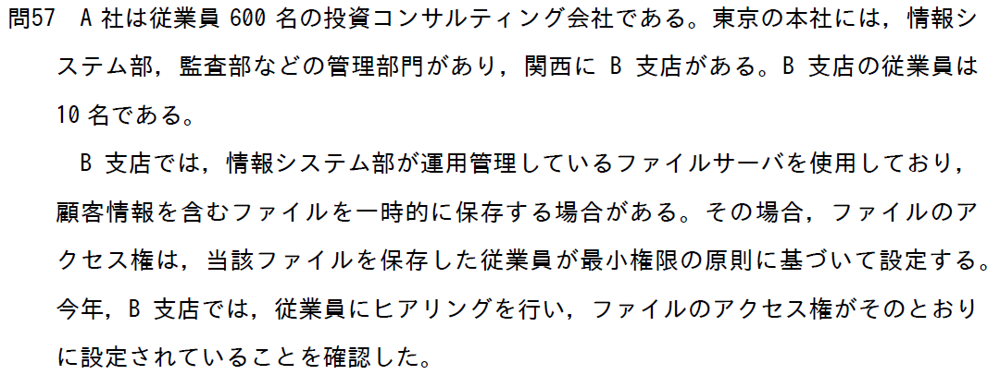 問57　A 社は従業員 600 名の投資コンサルティング会社である。東京の本社には，情報シ
ステム部，監査部などの管理部門があり，関西に B 支店がある。B 支店の従業員は
10 名である。
B 支店では，情報システム部が運用管理しているファイルサーバを使用しており，
顧客情報を含むファイルを一時的に保存する場合がある。その場合，ファイルのア
クセス権は，当該ファイルを保存した従業員が最小権限の原則に基づいて設定する。
今年，B 支店では，従業員にヒアリングを行い，ファイルのアクセス権がそのとおり
に設定されていることを確認した。